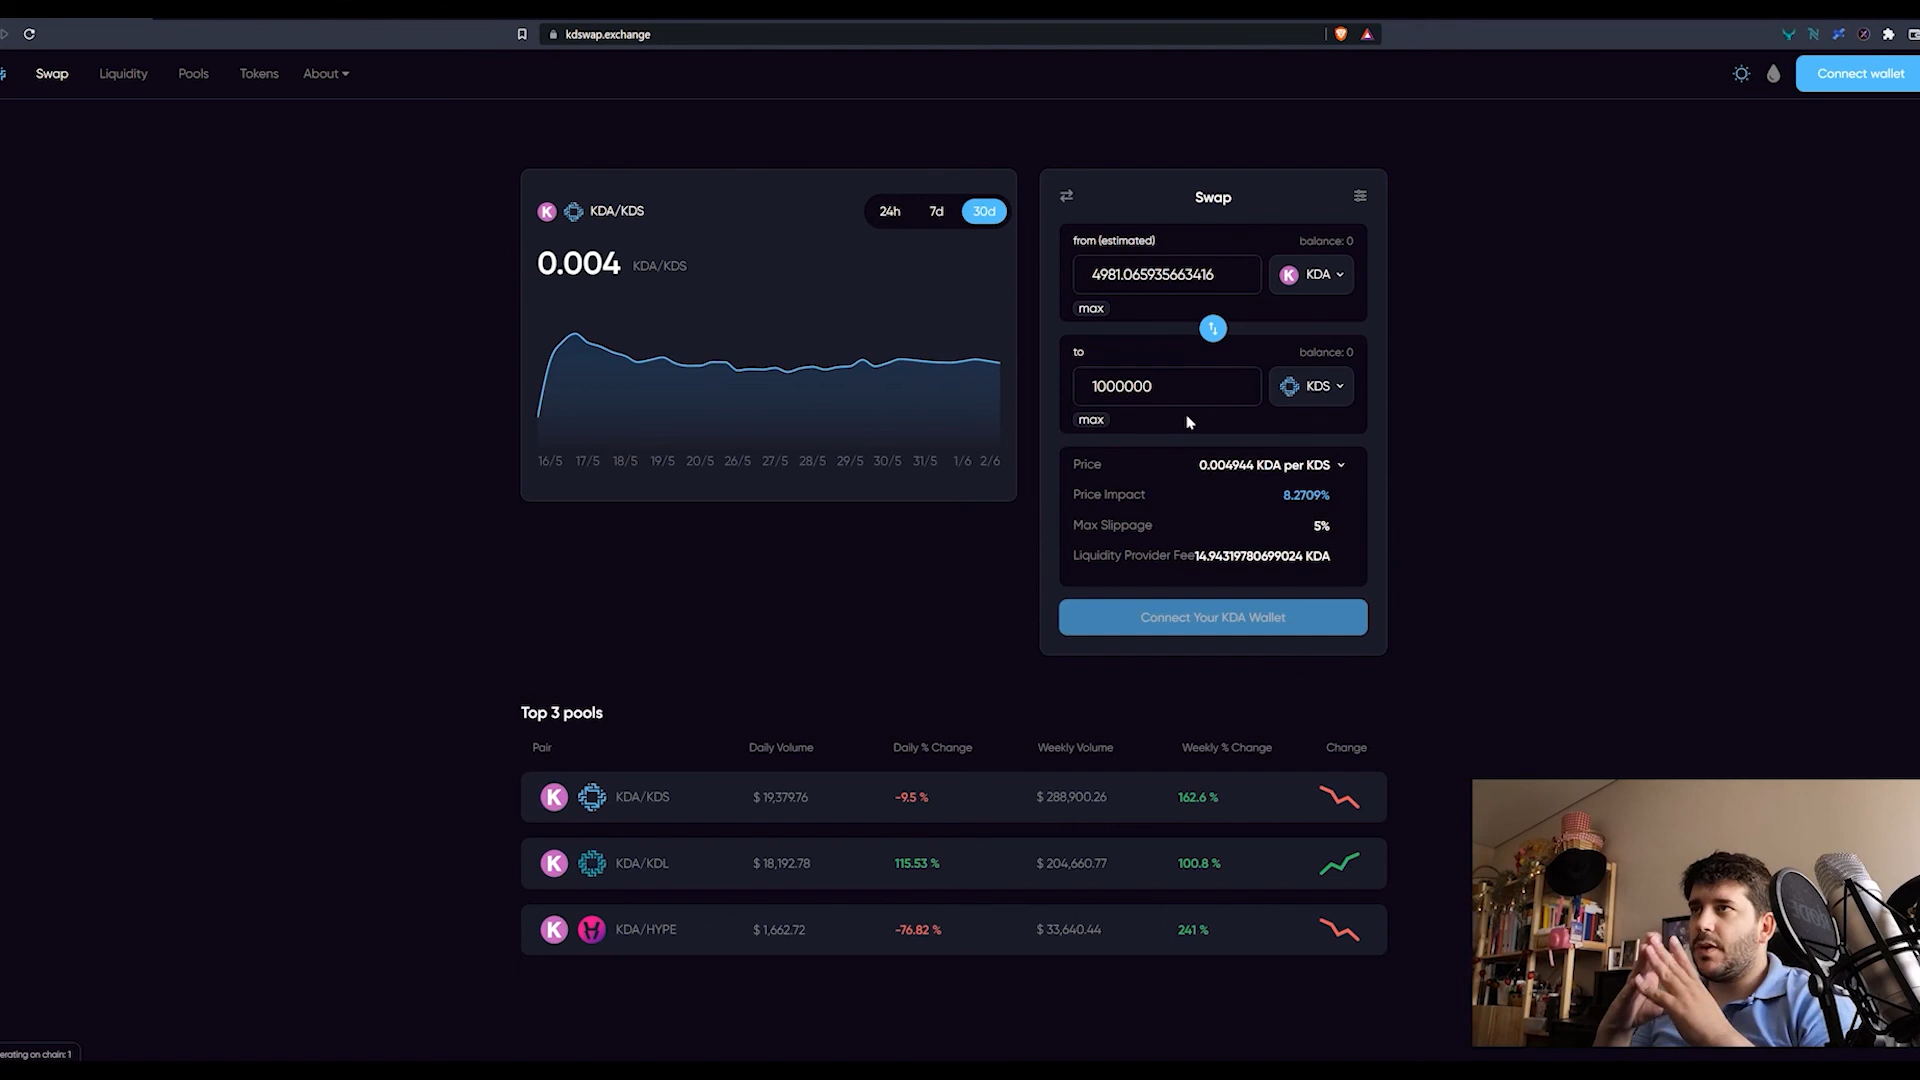 kdswap.exchange
Swap Liquidity Pools Tokens About Connect wallet
KDA/KDS 24h 7d 30d
0.004 KDA/KDS
16/5 17/5 18/5 19/5 20/5 26/5 27/5 28/5 29/5 30/5 31/5 1/6 2/6
Swap
from (estimated) balance: 0
4981.065935663416 KDA
max
to balance: 0
1000000 KDS
max
Price 0.004944 KDA per KDS
Price Impact 8.2709%
Max Slippage 5%
Liquidity Provider Fee 14.94319780699024 KDA
Connect Your KDA Wallet
Top 3 pools
Pair Daily Volume Daily % Change Weekly Volume Weekly % Change Change
KDA/KDS $ 19,379.76 -9.5 % $ 288,900.26 162.6 %
KDA/KDL $ 18,192.78 115.53 % $ 204,660.77 100.8 %
KDA/HYPE $ 1,662.72 -76.82 % $ 33,640.44 241 %
erating on chain: 1
RODE